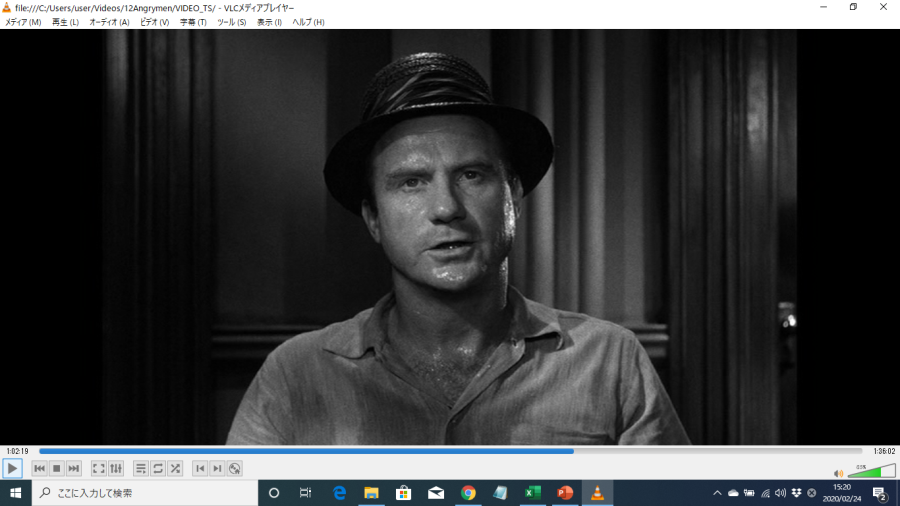 file:///C:/Users/user/Videos/12Angrymen/VIDEO_TS/ - VLCメディアプレイヤー
メディア (M) 再生 (L) オーディオ (A) ビデオ (V) 字幕 (T) ツール (S) 表示 (I) ヘルプ (H)
1:02:19 1:36:02
83%
ここに入力して検索
15:20
2020/02/24
2